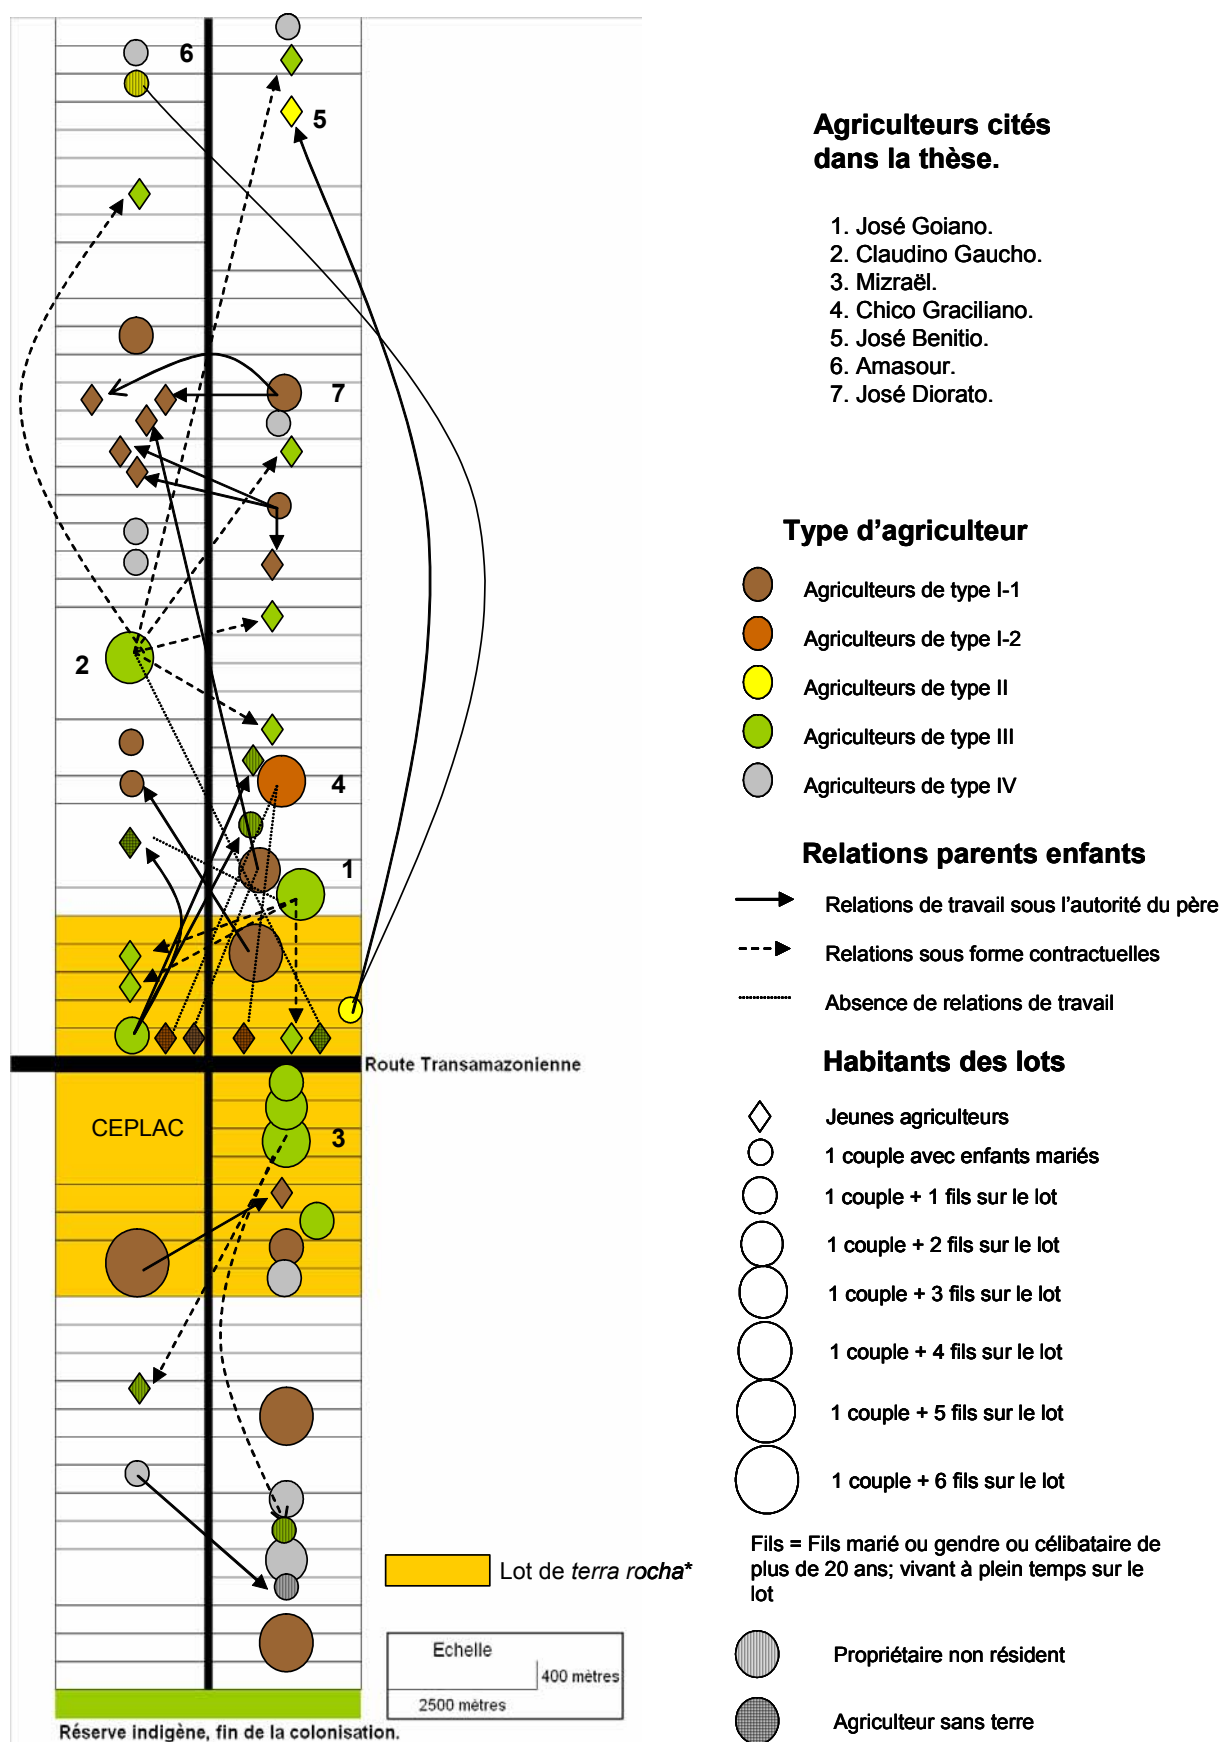 6
5
7
2
4
1
Route Transamazonienne
CEPLAC
3
Lot de terra rocha*
Echelle
400 mètres
2500 mètres
Réserve indigène, fin de la colonisation.
Agriculteurs cités
dans la thèse.
1. José Goiano.
2. Claudino Gaucho.
3. Mizraël.
4. Chico Graciliano.
5. José Benitio.
6. Amasour.
7. José Diorato.
Type d’agriculteur
Agriculteurs de type I-1
Agriculteurs de type I-2
Agriculteurs de type II
Agriculteurs de type III
Agriculteurs de type IV
Relations parents enfants
Relations de travail sous l’autorité du père
Relations sous forme contractuelles
Absence de relations de travail
Habitants des lots
Jeunes agriculteurs
1 couple avec enfants mariés
1 couple + 1 fils sur le lot
1 couple + 2 fils sur le lot
1 couple + 3 fils sur le lot
1 couple + 4 fils sur le lot
1 couple + 5 fils sur le lot
1 couple + 6 fils sur le lot
Fils = Fils marié ou gendre ou célibataire de
plus de 20 ans; vivant à plein temps sur le
lot
Propriétaire non résident
Agriculteur sans terre